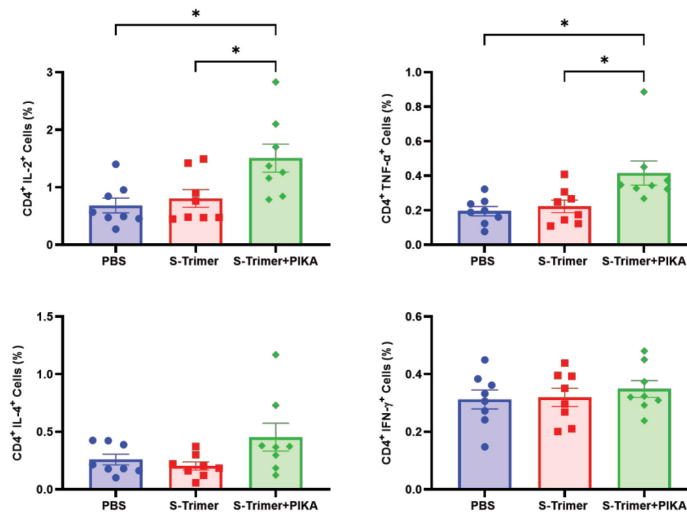 * *
* *
CD4⁺ IL-2⁺ Cells (%)
3
2
1
0
PBS S-Trimer S-Trimer+PIKA
CD4⁺ TNF-α⁺ Cells (%)
1.0
0.8
0.6
0.4
0.2
0.0
PBS S-Trimer S-Trimer+PIKA
CD4⁺ IL-4⁺ Cells (%)
1.5
1.0
0.5
0.0
PBS S-Trimer S-Trimer+PIKA
CD4⁺ IFN-γ⁺ Cells (%)
0.6
0.4
0.2
0.0
PBS S-Trimer S-Trimer+PIKA